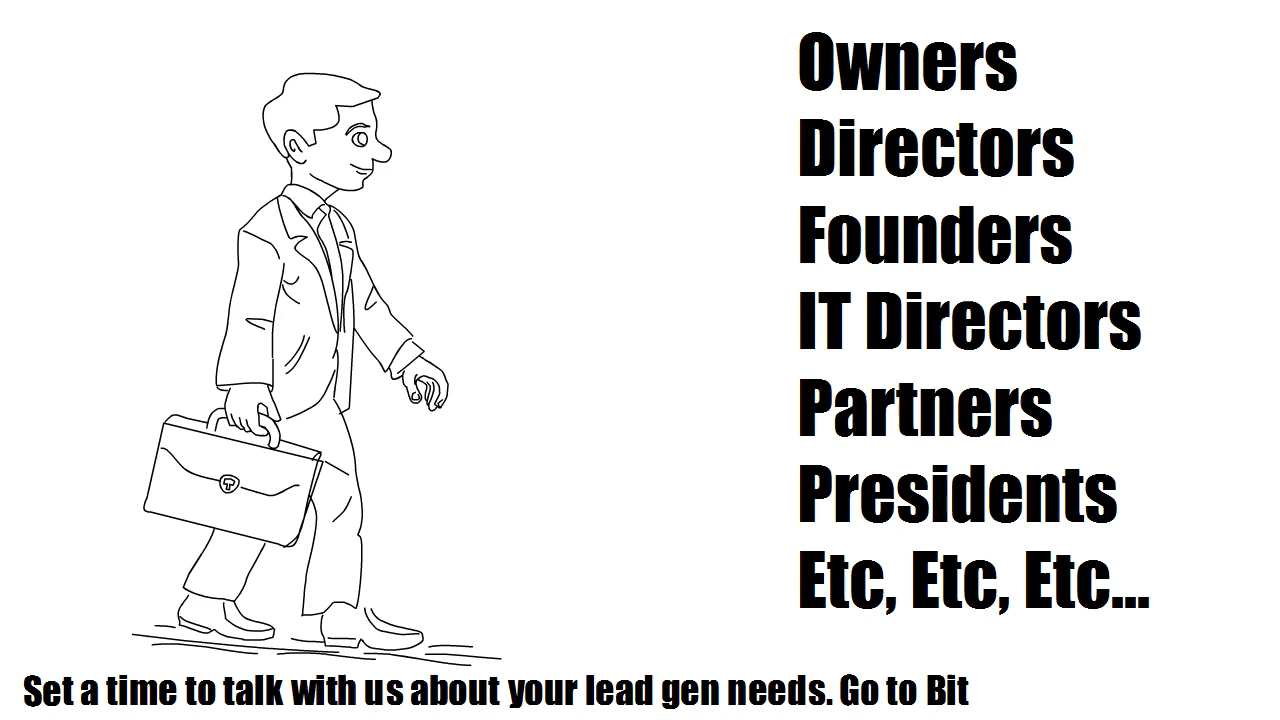 Owners
Directors
Founders
IT Directors
Partners
Presidents
Etc, Etc, Etc...
Set a time to talk with us about your lead gen needs. Go to Bit